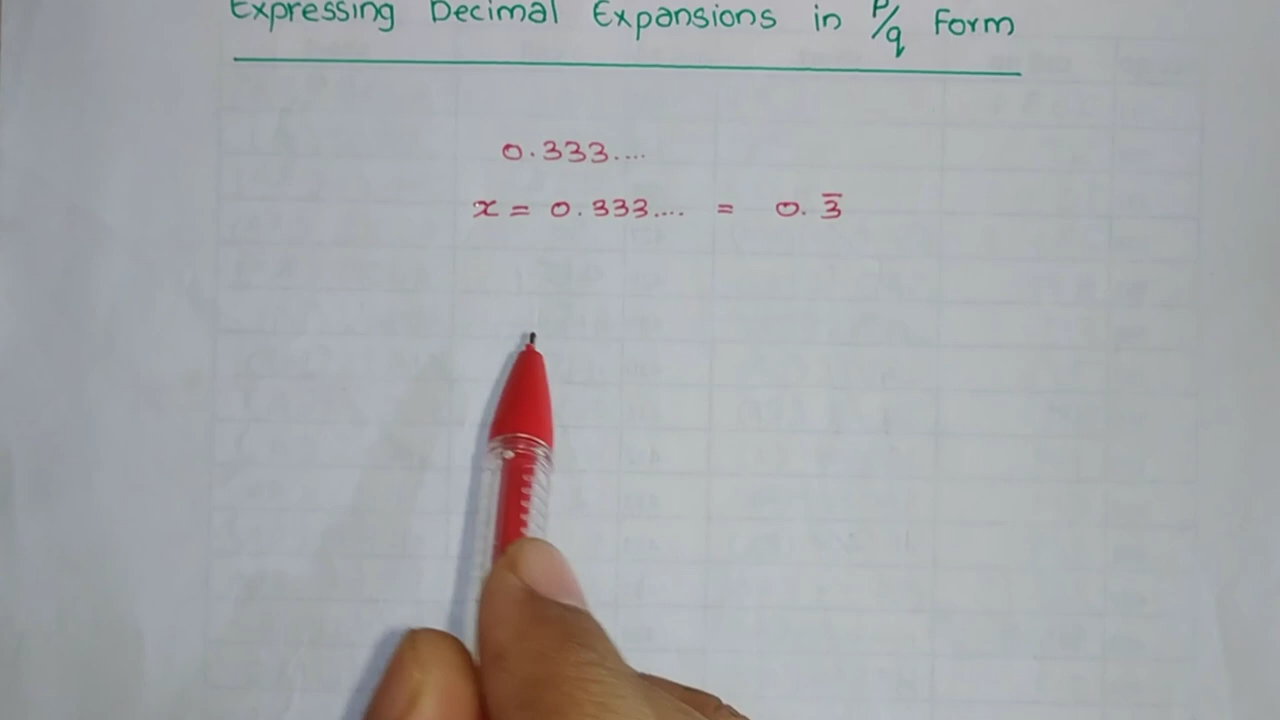 Expressing Decimal Expansions in P/q Form
0.333....
x = 0.333.... = 0.3̅